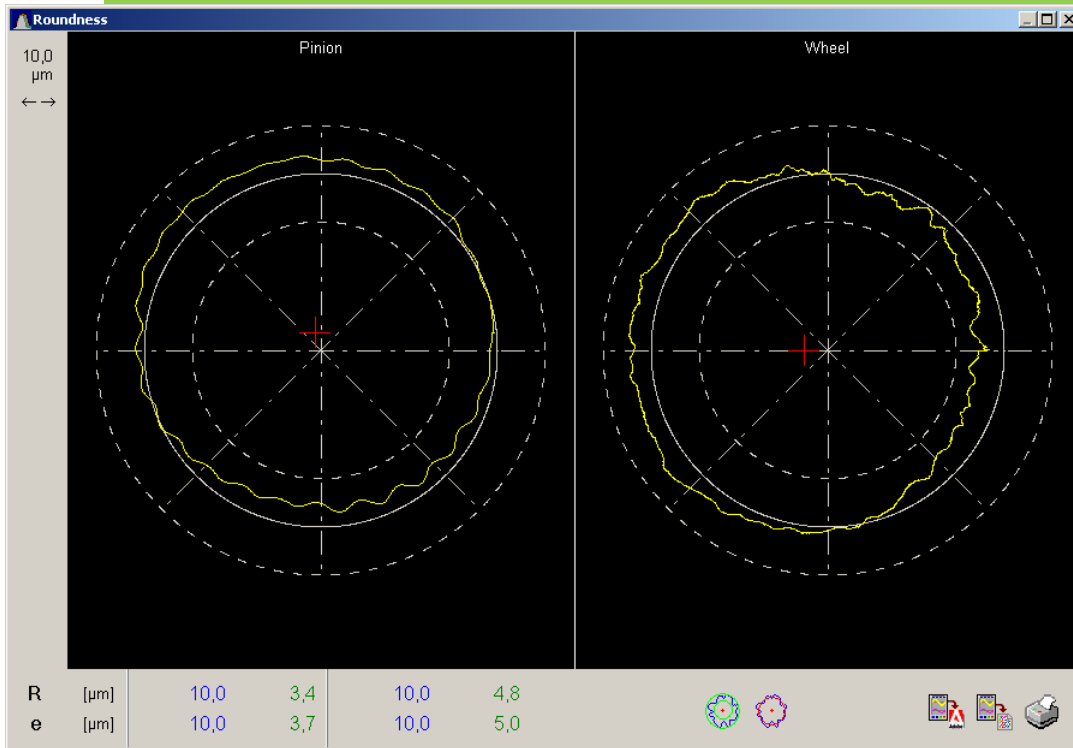 Roundness
Pinion
Wheel
10,0
µm
R [µm] 10,0 3,4 10,0 4,8
e [µm] 10,0 3,7 10,0 5,0